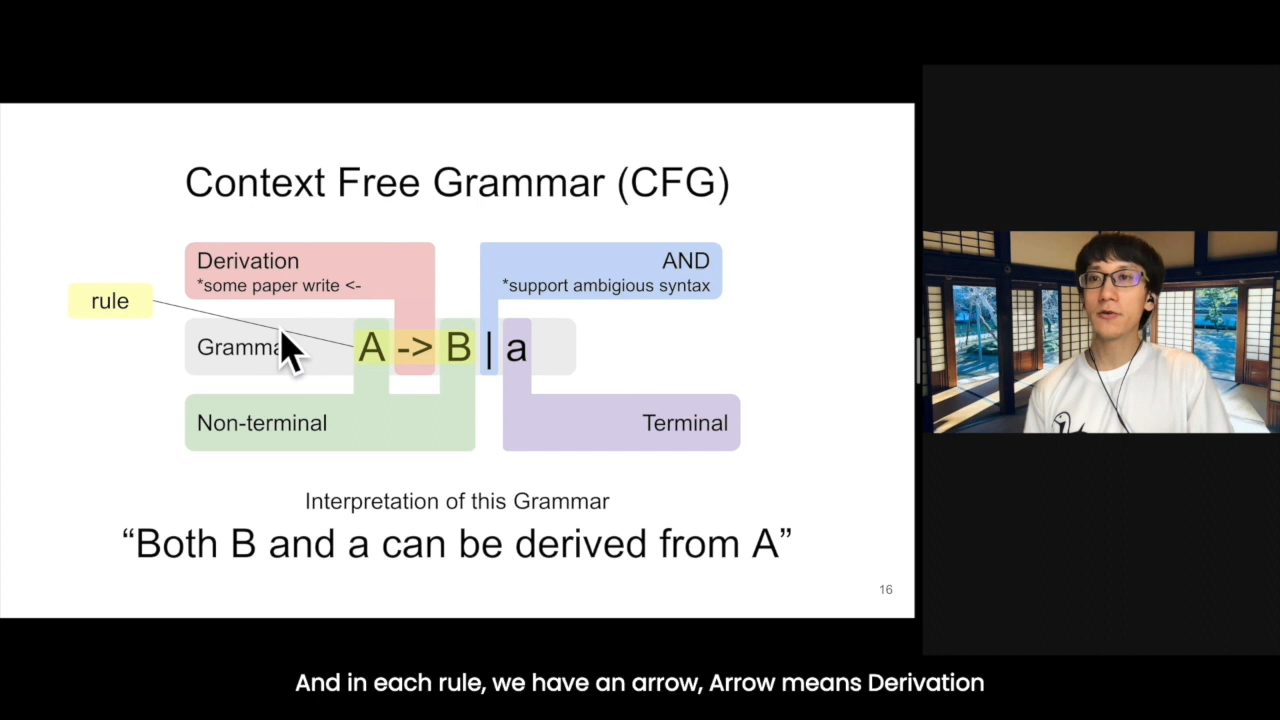 Context Free Grammar (CFG)
Derivation
*some paper write <-
AND
*support ambigious syntax
rule
Gramma
A -> B | a
Non-terminal
Terminal
Interpretation of this Grammar
“Both B and a can be derived from A”
16
And in each rule, we have an arrow, Arrow means Derivation